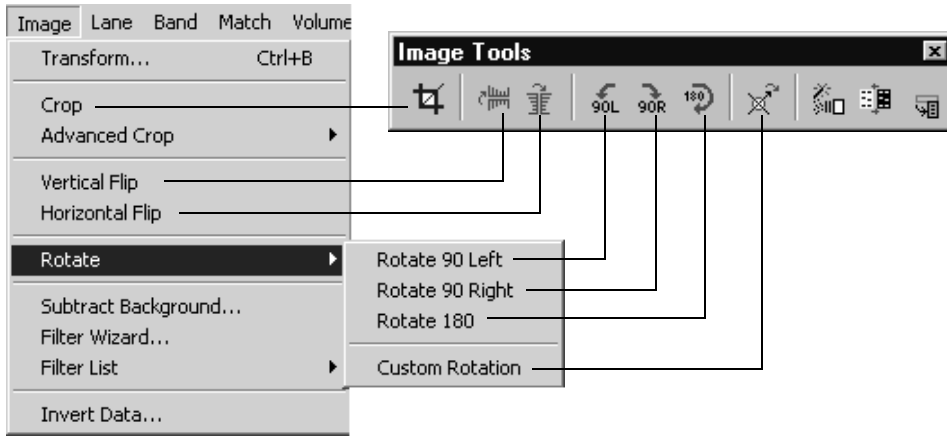 Image Lane Band Match Volume
Transform... Ctrl+B
Crop
Advanced Crop
Vertical Flip
Horizontal Flip
Rotate
Subtract Background...
Filter Wizard...
Filter List
Invert Data...
Rotate 90 Left
Rotate 90 Right
Rotate 180
Custom Rotation
Image Tools
90L 90R 180